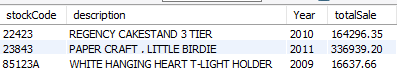 stockCode description Year totalSale
22423 REGENCY CAKESTAND 3 TIER 2010 164296.35
23843 PAPER CRAFT . LITTLE BIRDIE 2011 336939.20
85123A WHITE HANGING HEART T-LIGHT HOLDER 2009 16637.66